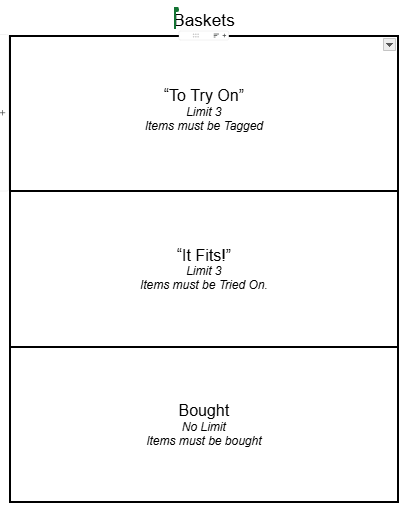 Baskets
“To Try On”
Limit 3
Items must be Tagged
“It Fits!”
Limit 3
Items must be Tried On.
Bought
No Limit
Items must be bought